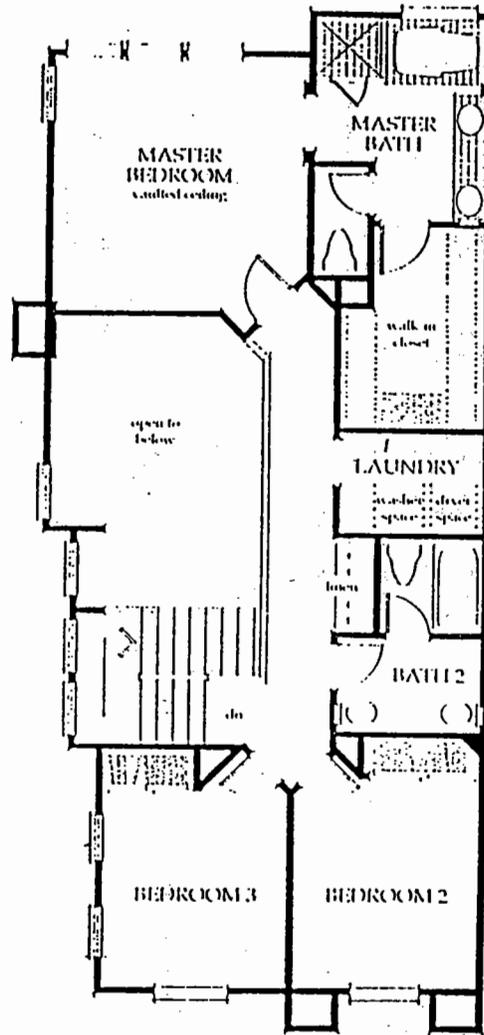 MASTER
BATH
MASTER
BEDROOM
vaulted ceiling
walk in
closet
open to
below
LAUNDRY
washer
space
dryer
space
linen
BATH 2
dn
BEDROOM 3
BEDROOM 2